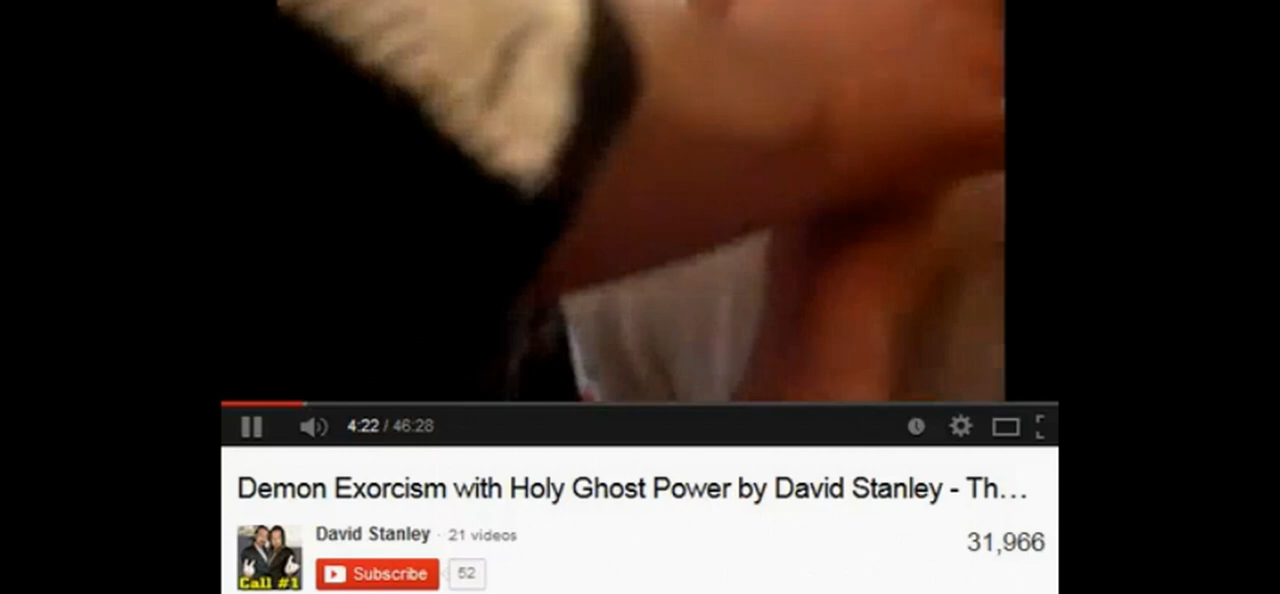 4:22 / 46:28
Demon Exorcism with Holy Ghost Power by David Stanley - Th...
David Stanley · 21 videos
31,966
Subscribe 52
Call #1